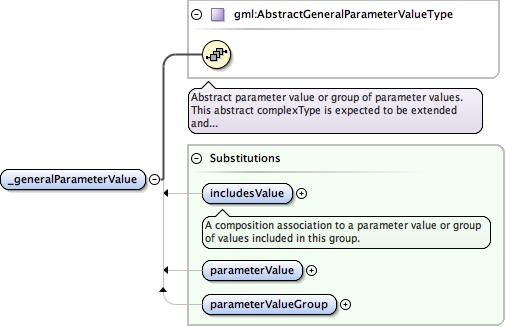 gml:AbstractGeneralParameterValueType
Abstract parameter value or group of parameter values.
This abstract complexType is expected to be extended
and...
_generalParameterValue
Substitutions
includesValue
A composition association to a parameter value or group
of values included in this group.
parameterValue
parameterValueGroup